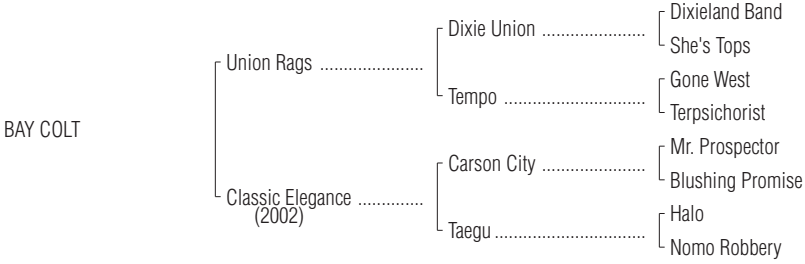 Dixieland Band
Dixie Union ......................
She's Tops
Union Rags ......................
Gone West
Tempo ..............................
Terpsichorist
BAY COLT
Mr. Prospector
Carson City ......................
Blushing Promise
Classic Elegance ..............
(2002)
Halo
Taegu ................................
Nomo Robbery